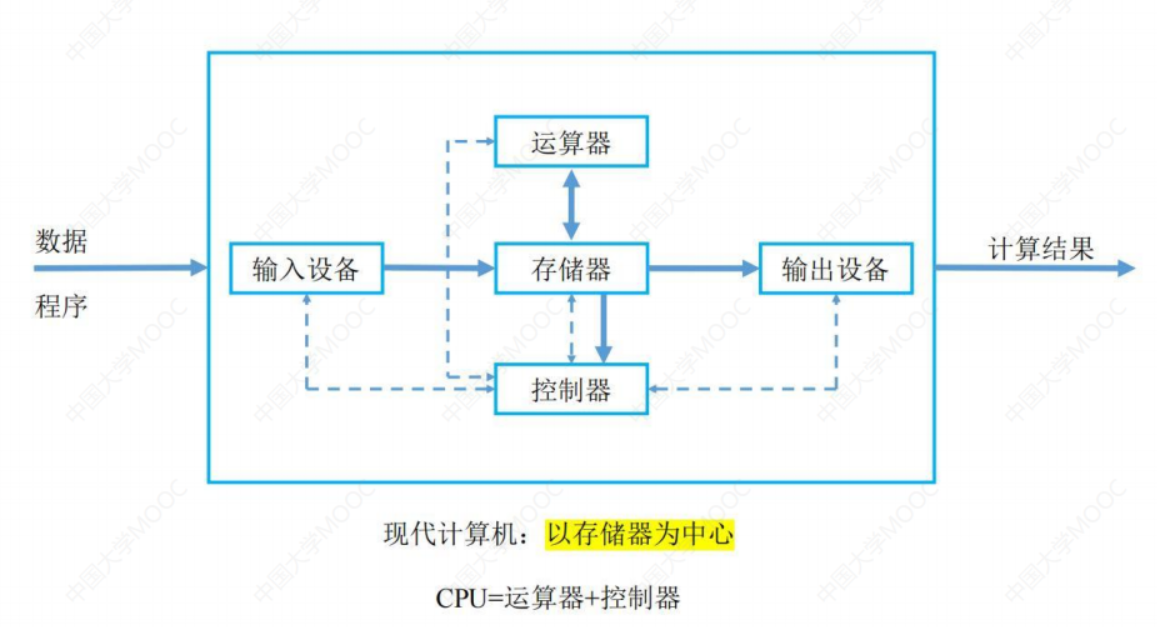 运算器
数据
程序
输入设备
存储器
输出设备
计算结果
控制器
现代计算机：以存储器为中心
CPU=运算器+控制器
中国大学MOOC